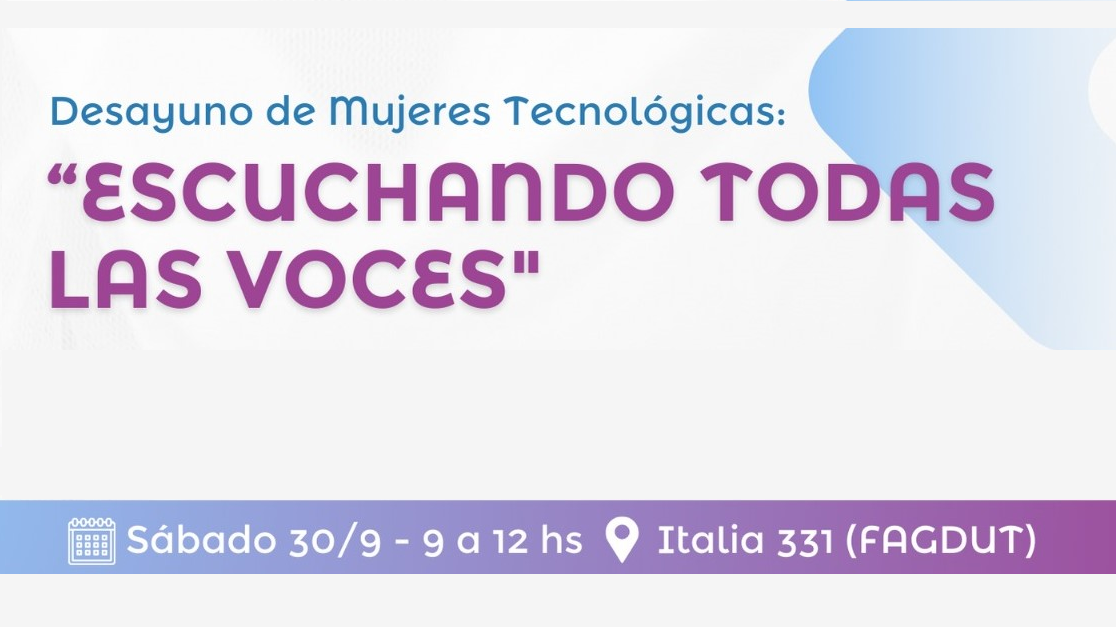 Desayuno de Mujeres Tecnológicas:
“ESCUCHANDO TODAS
LAS VOCES"
Sábado 30/9 - 9 a 12 hs Italia 331 (FAGDUT)